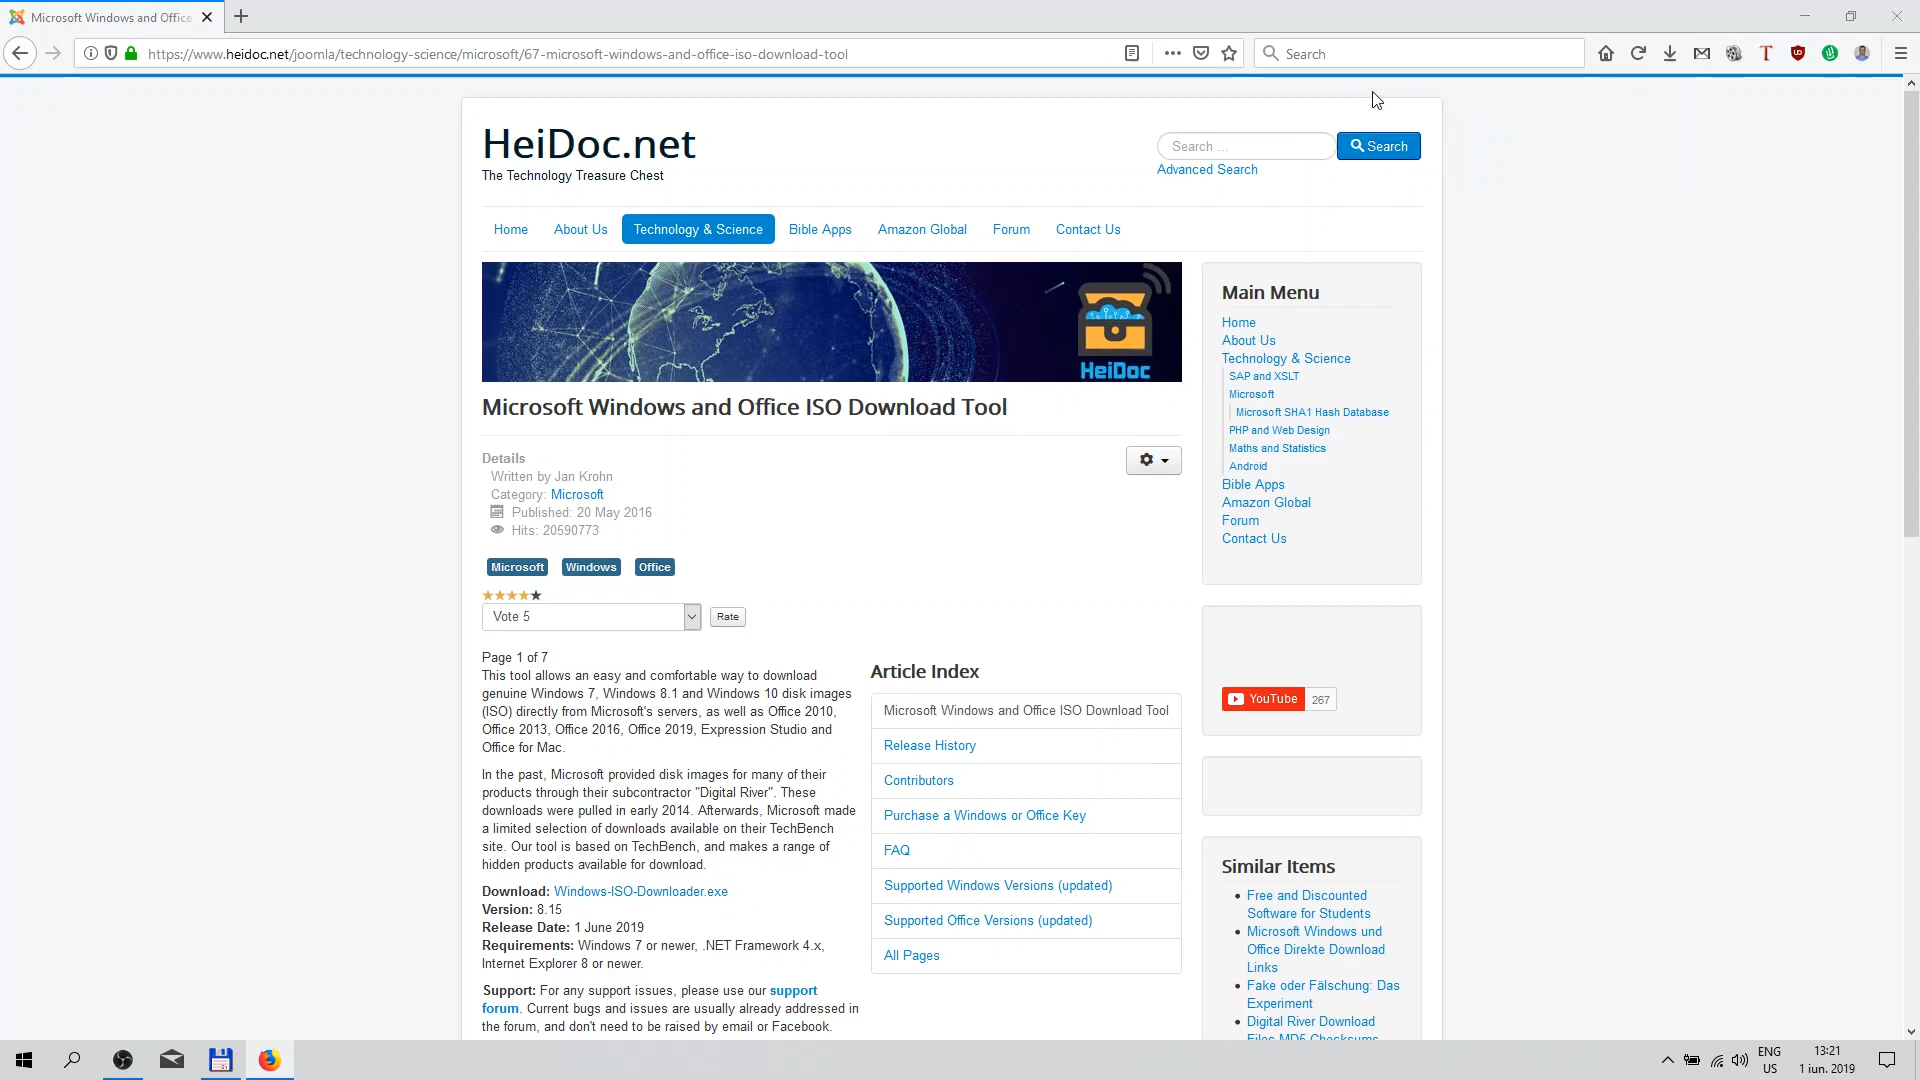 Microsoft Windows and Office
https://www.heidoc.net/joomla/technology-science/microsoft/67-microsoft-windows-and-office-iso-download-tool
Search
HeiDoc.net
The Technology Treasure Chest
Search ...
Search
Advanced Search
Home
About Us
Technology & Science
Bible Apps
Amazon Global
Forum
Contact Us
HeiDoc
Microsoft Windows and Office ISO Download Tool
Details
Written by Jan Krohn
Category: Microsoft
Published: 20 May 2016
Hits: 20590773
Microsoft
Windows
Office
Vote 5
Rate
Page 1 of 7
This tool allows an easy and comfortable way to download
genuine Windows 7, Windows 8.1 and Windows 10 disk images
(ISO) directly from Microsoft's servers, as well as Office 2010,
Office 2013, Office 2016, Office 2019, Expression Studio and
Office for Mac.
In the past, Microsoft provided disk images for many of their
products through their subcontractor "Digital River". These
downloads were pulled in early 2014. Afterwards, Microsoft made
a limited selection of downloads available on their TechBench
site. Our tool is based on TechBench, and makes a range of
hidden products available for download.
Download: Windows-ISO-Downloader.exe
Version: 8.15
Release Date: 1 June 2019
Requirements: Windows 7 or newer, .NET Framework 4.x,
Internet Explorer 8 or newer.
Support: For any support issues, please use our support
forum. Current bugs and issues are usually already addressed in
the forum, and don't need to be raised by email or Facebook.
Article Index
Microsoft Windows and Office ISO Download Tool
Release History
Contributors
Purchase a Windows or Office Key
FAQ
Supported Windows Versions (updated)
Supported Office Versions (updated)
All Pages
Main Menu
Home
About Us
Technology & Science
SAP and XSLT
Microsoft
Microsoft SHA1 Hash Database
PHP and Web Design
Maths and Statistics
Android
Bible Apps
Amazon Global
Forum
Contact Us
YouTube
267
Similar Items
Free and Discounted
Software for Students
Microsoft Windows und
Office Direkte Download
Links
Fake oder Fälschung: Das
Experiment
Digital River Download
Files MD5 Checksums
ENG
US
13:21
1 iun. 2019